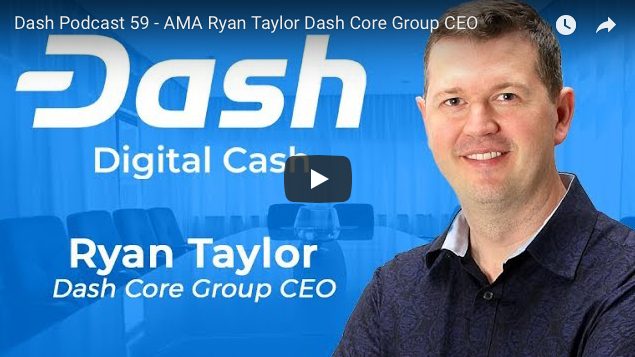 Dash Podcast 59 - AMA Ryan Taylor Dash Core Group CEO
Dash
Digital Cash
Ryan Taylor
Dash Core Group CEO